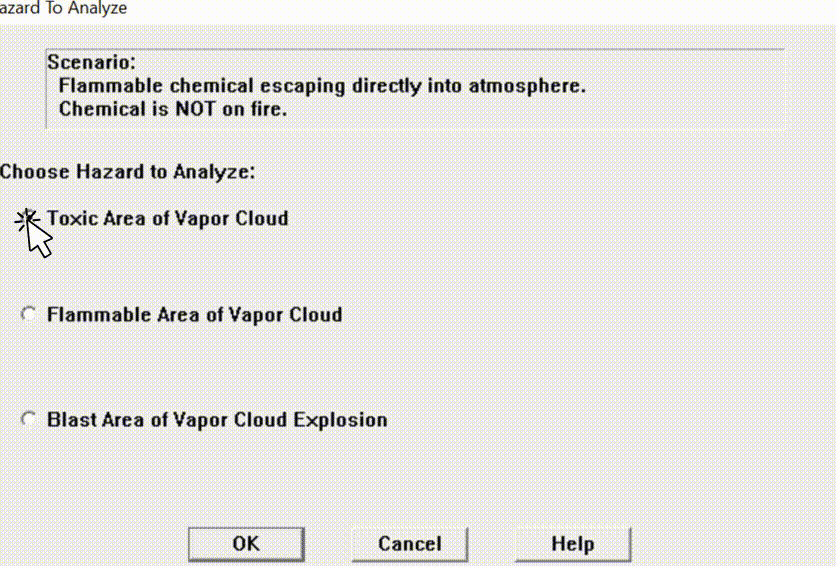 azard To Analyze
Scenario:
Flammable chemical escaping directly into atmosphere.
Chemical is NOT on fire.
Choose Hazard to Analyze:
Toxic Area of Vapor Cloud
Flammable Area of Vapor Cloud
Blast Area of Vapor Cloud Explosion
OK Cancel Help